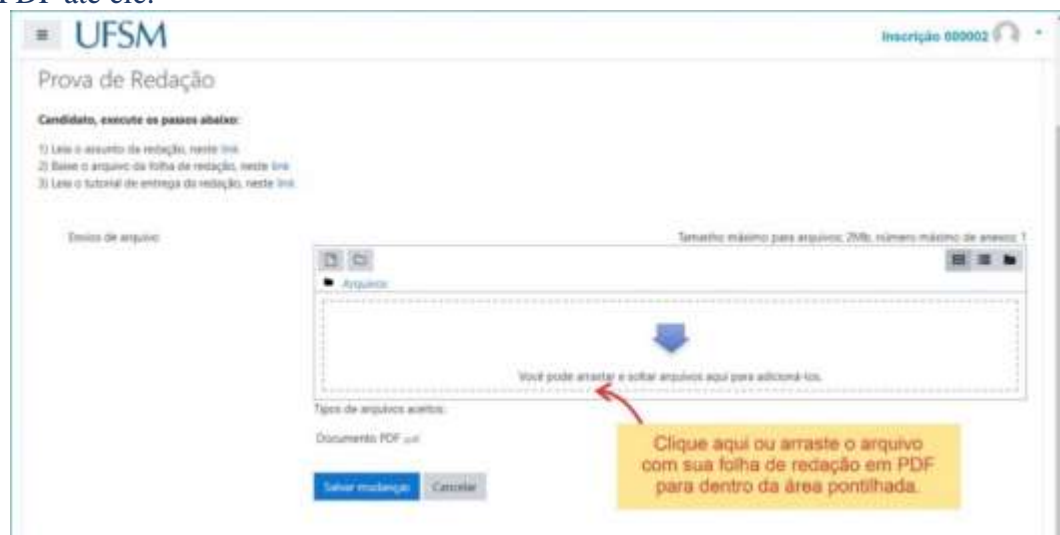 PDF até ele.
UFSM
Inscrição 000002
Prova de Redação
Candidato, execute os passos abaixo:
1) Leia o assunto da redação, neste link
2) Baixe o arquivo da folha de redação, neste link
3) Leia o tutorial de entrega da redação, neste link
Envios de arquivo
Tamanho máximo para arquivos: 2Mb, número máximo de anexos: 1
Arquivos
Você pode arrastar e soltar arquivos aqui para adicioná-los.
Tipos de arquivos aceitos:
Documento PDF .pdf
Clique aqui ou arraste o arquivo
com sua folha de redação em PDF
para dentro da área pontilhada.
Salvar mudanças Cancelar